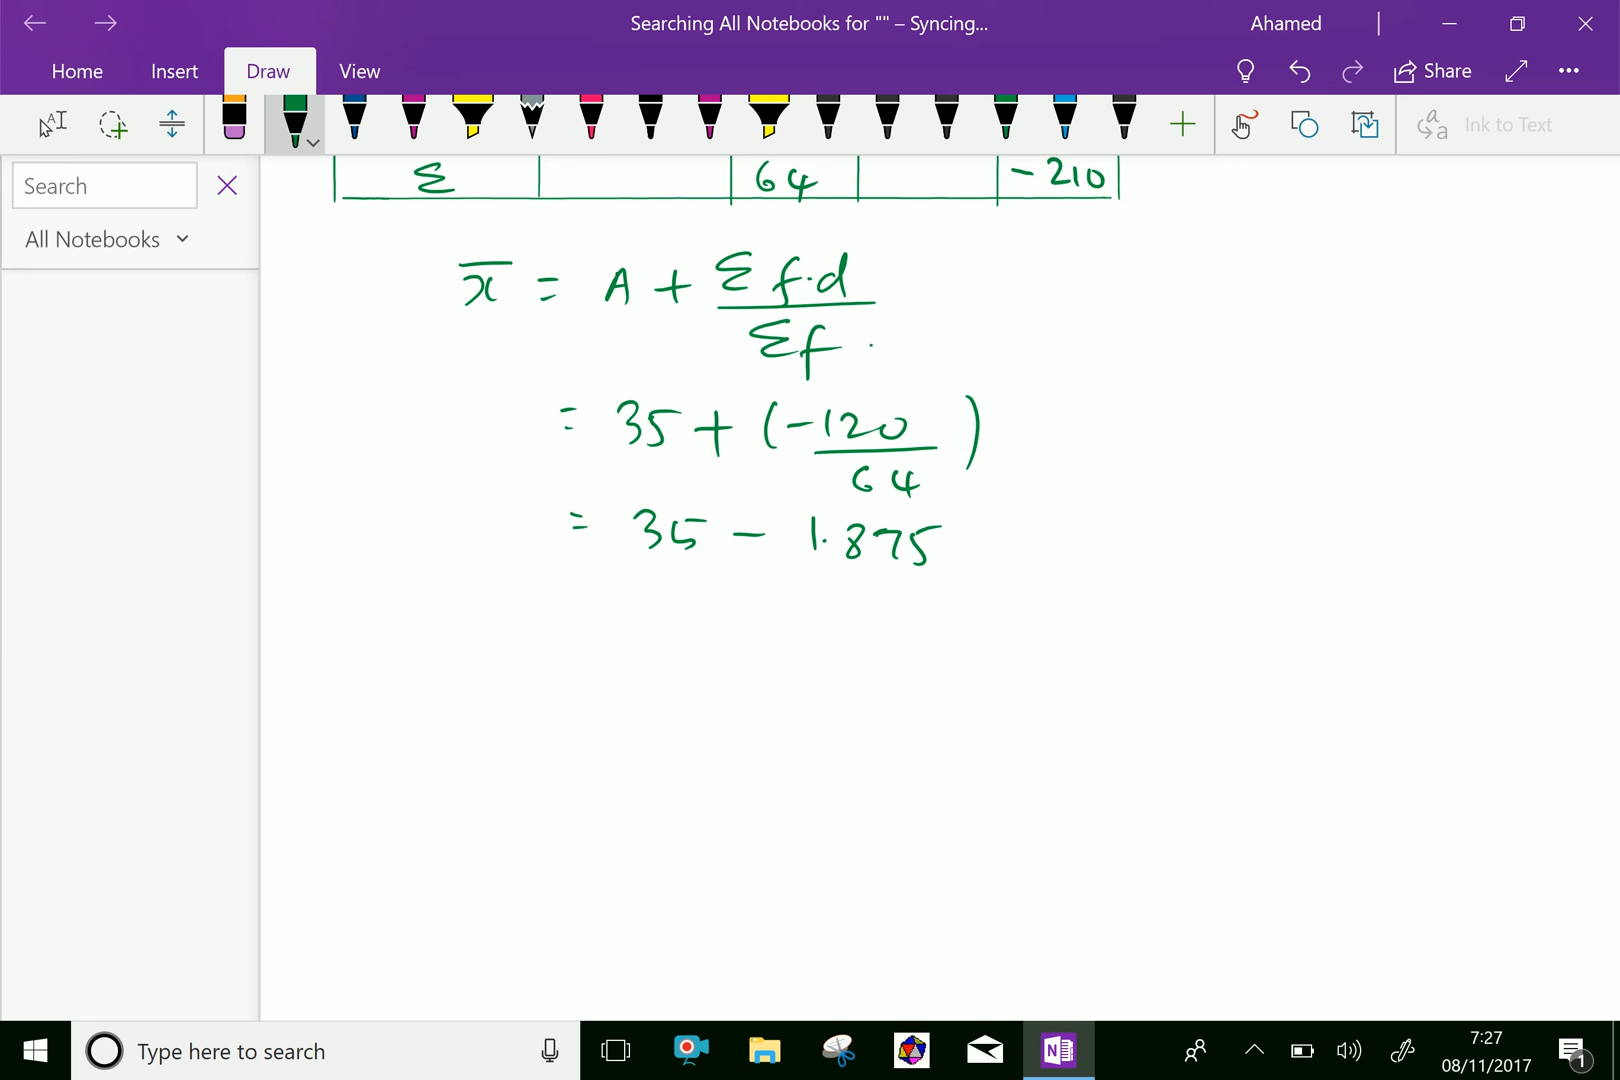 Searching All Notebooks for "" – Syncing...
Ahamed
Home Insert Draw View
Share
Ink to Text
Search
All Notebooks
Σ 64 -210
x̄ = A + Σ f·d / Σf
= 35 + (-120 / 64)
= 35 - 1.875
Type here to search
N
7:27
08/11/2017
1